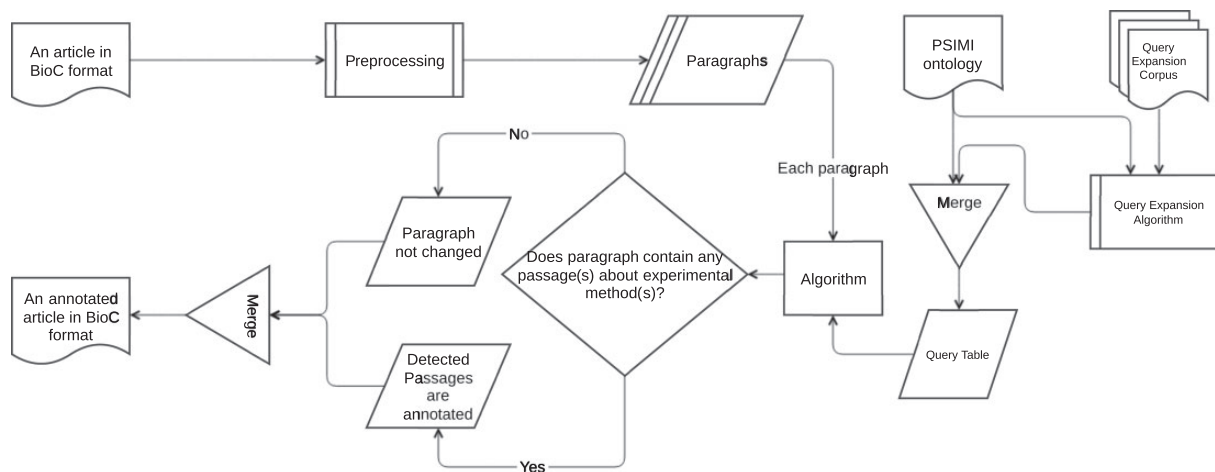 An article in
BioC format
Preprocessing
Paragraphs
PSIMI
ontology
Query
Expansion
Corpus
No
Each paragraph
Merge
Query Expansion
Algorithm
Paragraph
not changed
Does paragraph contain any
passage(s) about experimental
method(s)?
Algorithm
An annotated
article in BioC
format
Merge
Detected
Passages
are
annotated
Query Table
Yes